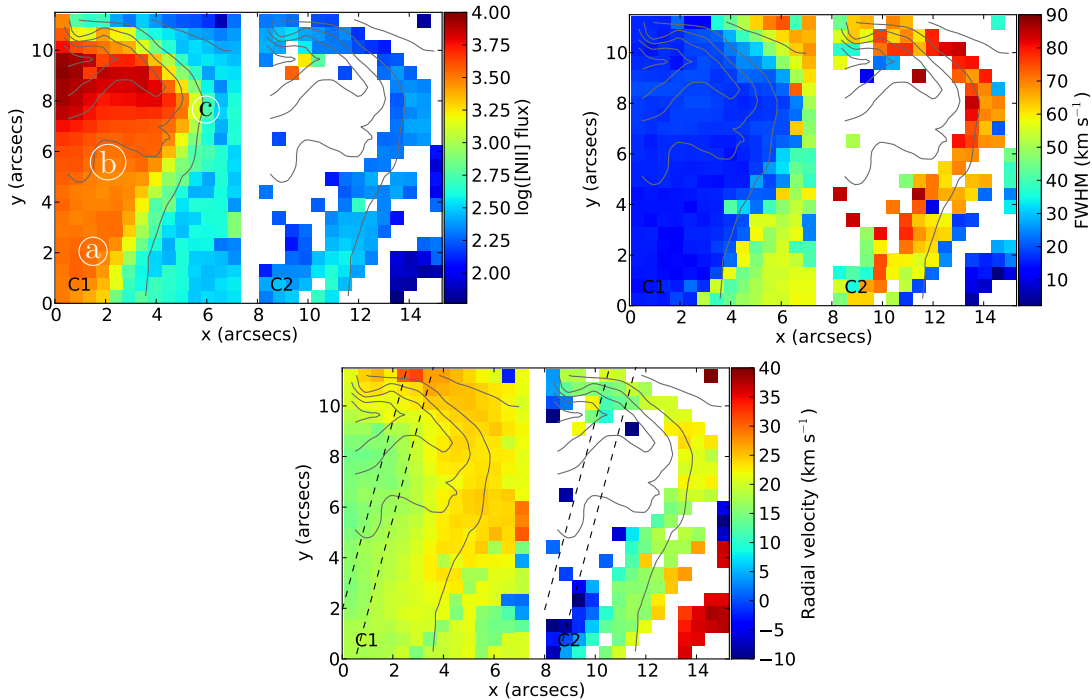 4.00
3.75
3.50
3.25
3.00
2.75
2.50
2.25
2.00
log([NII] flux)
10
8
6
4
2
0
y (arcsecs)
a
b
c
C1
C2
0 2 4 6 8 10 12 14
x (arcsecs)
90
80
70
60
50
40
30
20
10
FWHM (km s⁻¹)
10
8
6
4
2
0
y (arcsecs)
C1
C2
0 2 4 6 8 10 12 14
x (arcsecs)
40
35
30
25
20
15
10
5
0
−5
−10
Radial velocity (km s⁻¹)
10
8
6
4
2
0
y (arcsecs)
C1
C2
0 2 4 6 8 10 12 14
x (arcsecs)